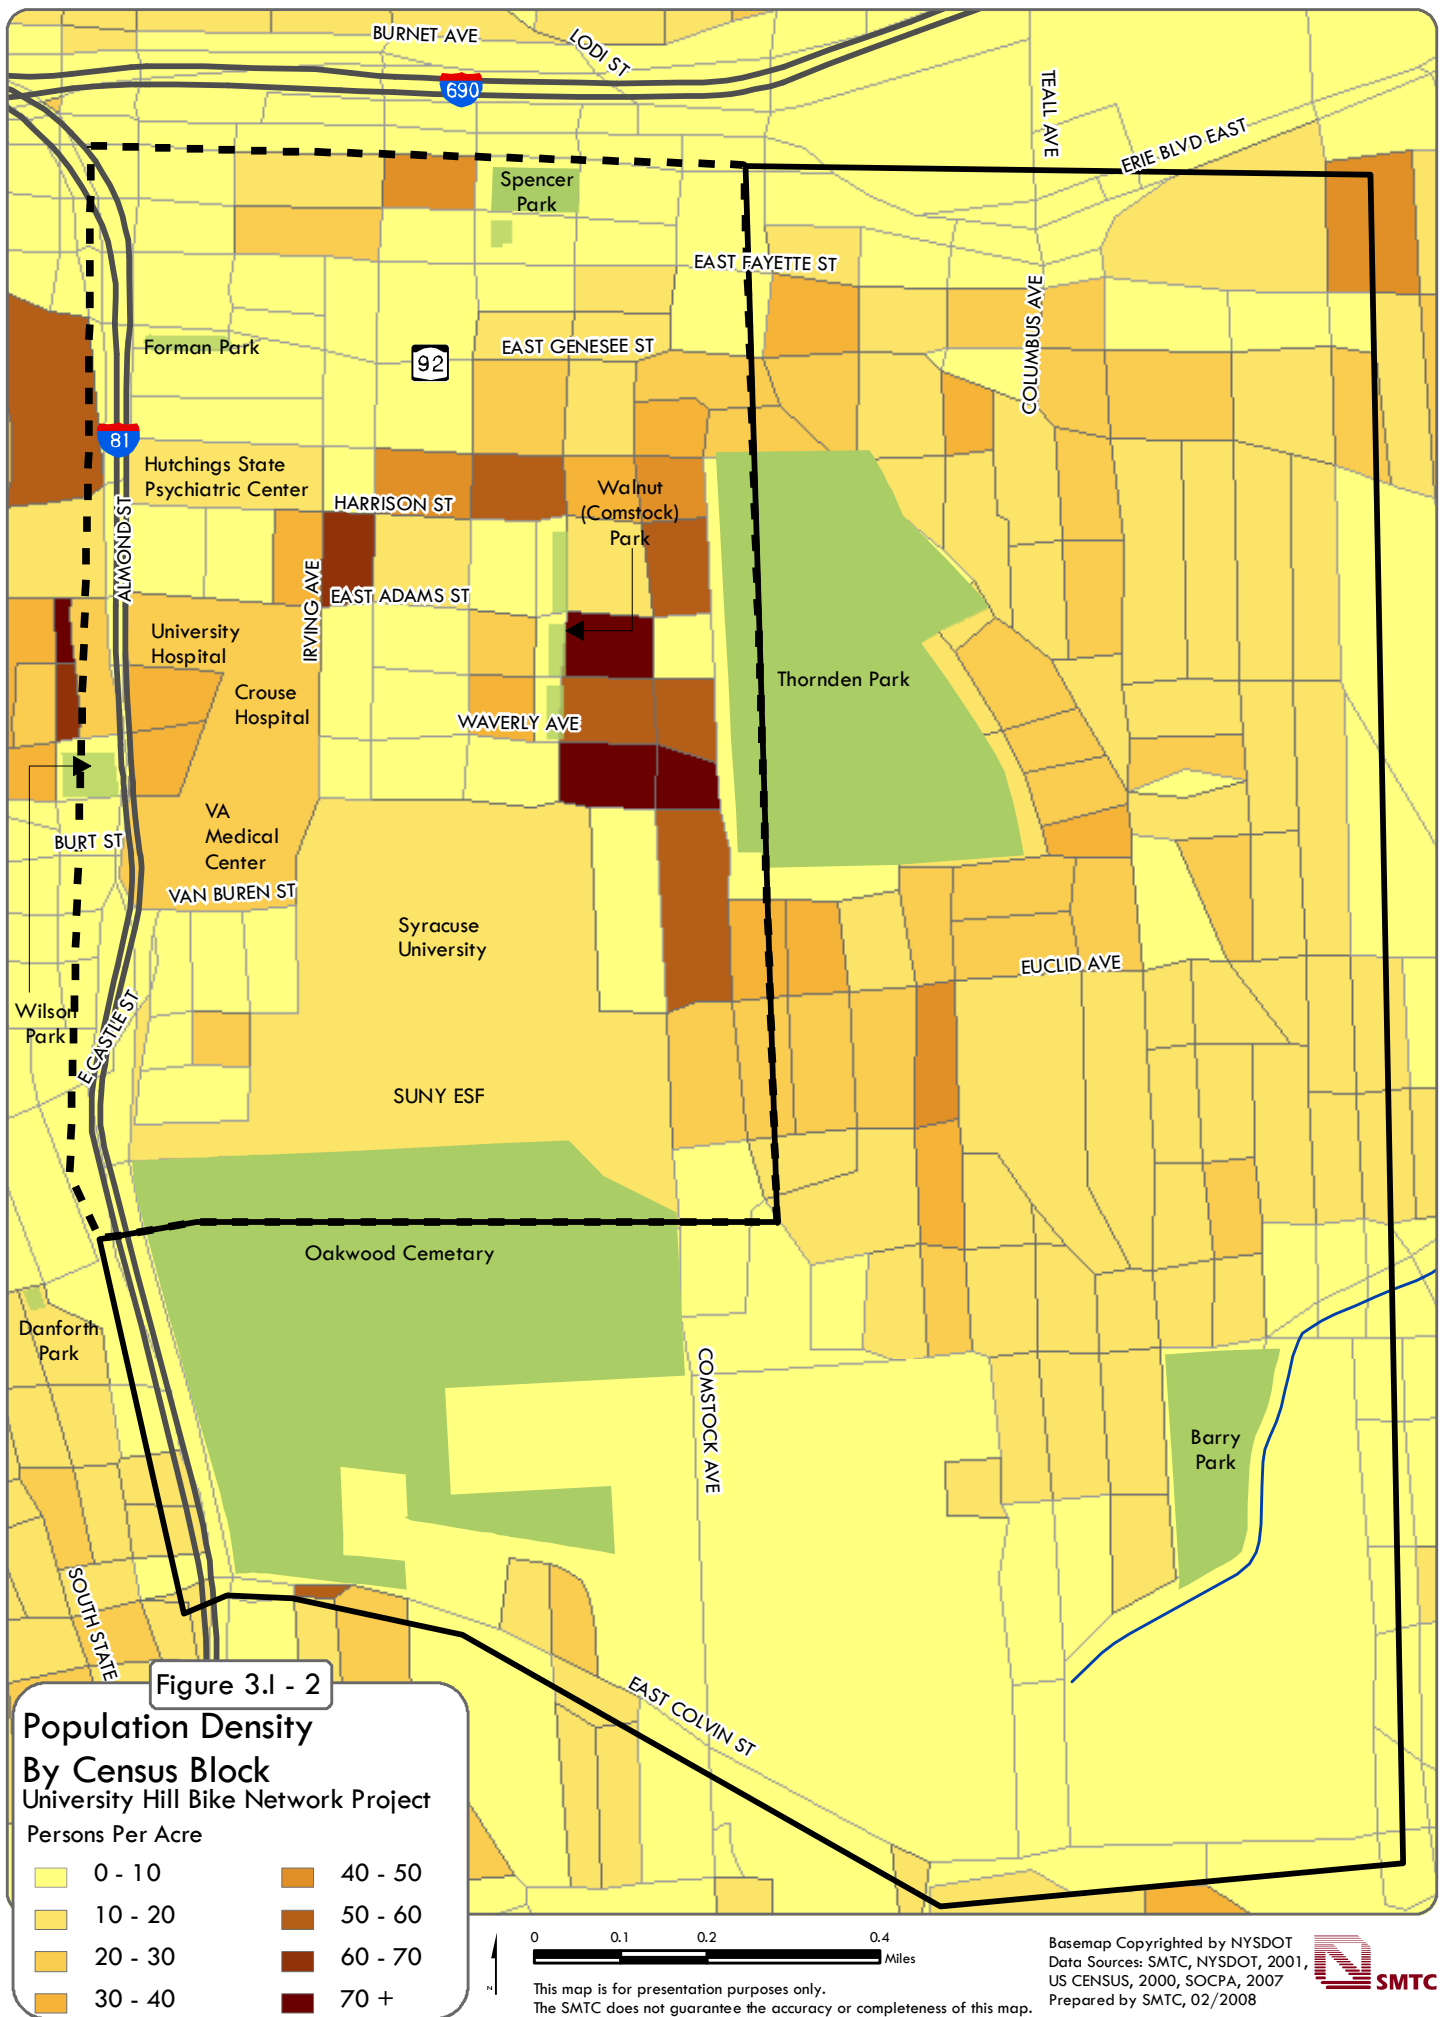 BURNET AVE
LODI ST
690
TEALL AVE
ERIE BLVD EAST
Spencer
Park
EAST FAYETTE ST
COLUMBUS AVE
Forman Park
EAST GENESEE ST
92
81
Hutchings State
Psychiatric Center
HARRISON ST
Walnut
(Comstock)
Park
ALMOND ST
IRVING AVE
EAST ADAMS ST
University
Hospital
Crouse
Hospital
Thornden Park
WAVERLY AVE
VA
Medical
Center
BURT ST
VAN BUREN ST
Syracuse
University
EUCLID AVE
Wilson
Park
E CASTLE ST
SUNY ESF
Oakwood Cemetary
Danforth
Park
COMSTOCK AVE
Barry
Park
SOUTH STATE
EAST COLVIN ST
Figure 3.1 - 2
Population Density
By Census Block
University Hill Bike Network Project
Persons Per Acre
0 - 10
10 - 20
20 - 30
30 - 40
40 - 50
50 - 60
60 - 70
70 +
N
0 0.1 0.2 0.4
Miles
This map is for presentation purposes only.
The SMTC does not guarantee the accuracy or completeness of this map.
Basemap Copyrighted by NYSDOT
Data Sources: SMTC, NYSDOT, 2001,
US CENSUS, 2000, SOCPA, 2007
Prepared by SMTC, 02/2008
SMTC